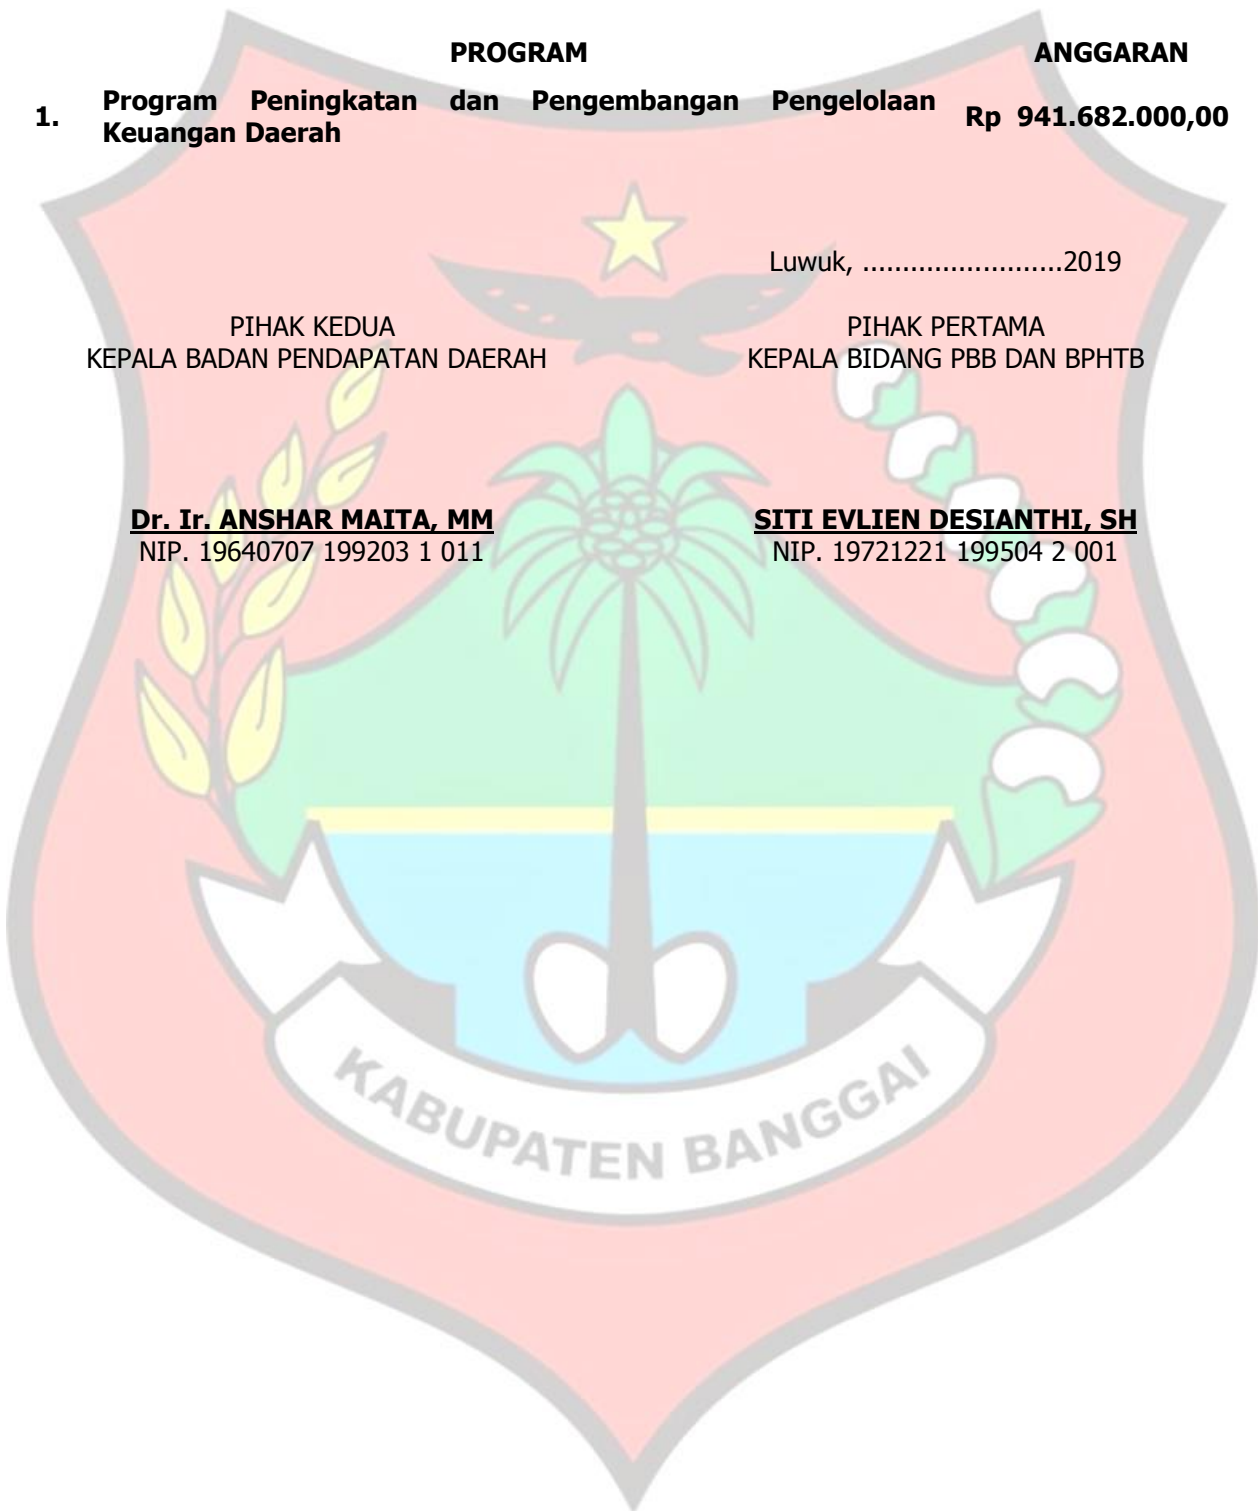 PROGRAM ANGGARAN
1. Program Peningkatan dan Pengembangan Pengelolaan
Keuangan Daerah Rp 941.682.000,00
Luwuk, .........................2019
PIHAK KEDUA PIHAK PERTAMA
KEPALA BADAN PENDAPATAN DAERAH KEPALA BIDANG PBB DAN BPHTB
Dr. Ir. ANSHAR MAITA, MM SITI EVLIEN DESIANTHI, SH
NIP. 19640707 199203 1 011 NIP. 19721221 199504 2 001
KABUPATEN BANGGAI